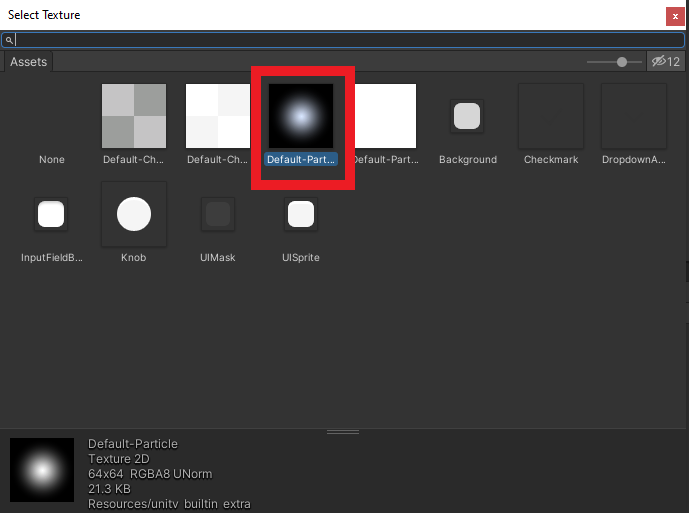 Select Texture
x
Assets
12
None
Default-Ch...
Default-Ch...
Default-Part...
Default-Part...
Background
Checkmark
DropdownA...
InputFieldB...
Knob
UIMask
UISprite
Default-Particle
Texture 2D
64x64 RGBA8 UNorm
21.3 KB
Resources/unity_builtin_extra